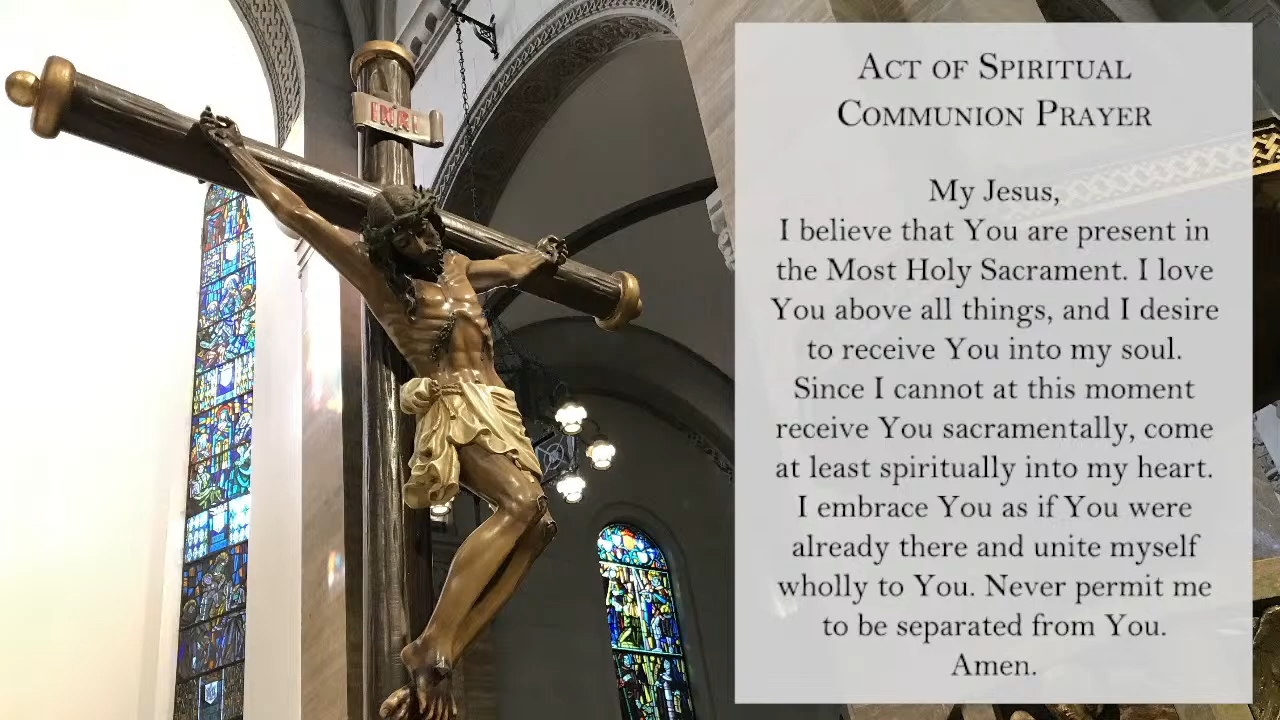 INRI
ACT OF SPIRITUAL
COMMUNION PRAYER
My Jesus,
I believe that You are present in
the Most Holy Sacrament. I love
You above all things, and I desire
to receive You into my soul.
Since I cannot at this moment
receive You sacramentally, come
at least spiritually into my heart.
I embrace You as if You were
already there and unite myself
wholly to You. Never permit me
to be separated from You.
Amen.